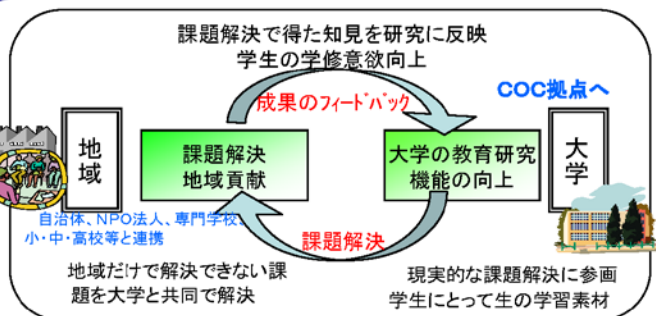 課題解決で得た知見を研究に反映
学生の学修意欲向上
成果のフィードバック
COC拠点へ
地域
課題解決
地域貢献
大学の教育研究
機能の向上
大学
自治体、NPO法人、専門学校、
小・中・高校等と連携
課題解決
地域だけで解決できない課
題を大学と共同で解決
現実的な課題解決に参画
学生にとって生の学習素材